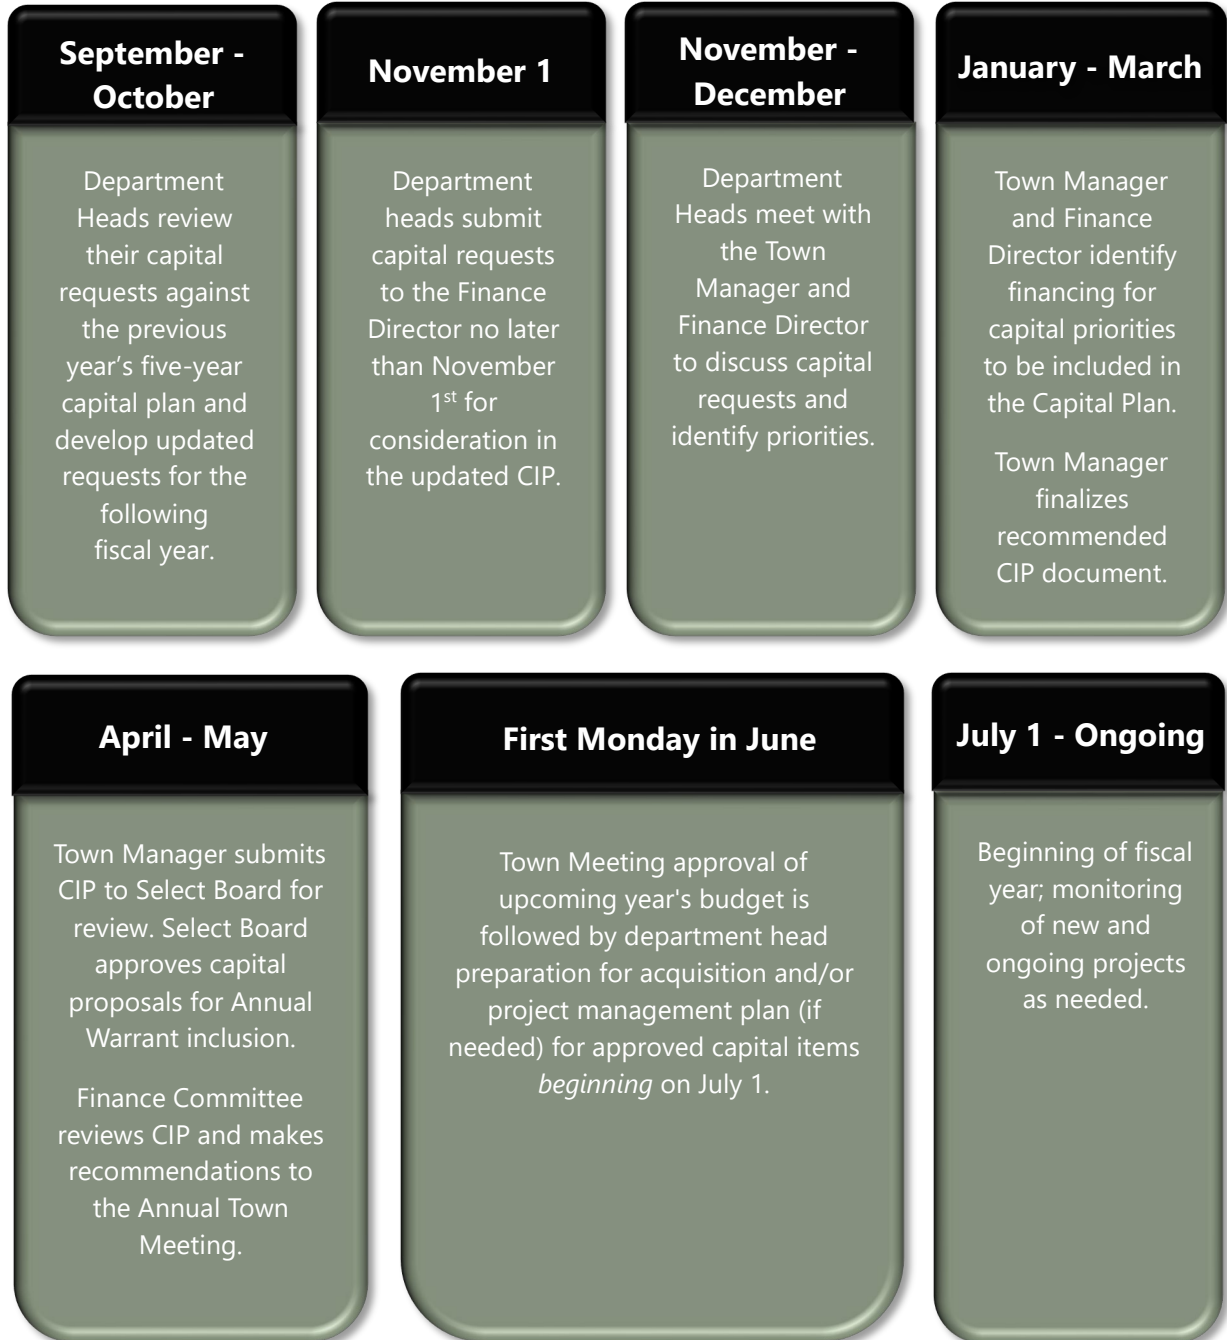 September -
October
Department
Heads review
their capital
requests against
the previous
year’s five-year
capital plan and
develop updated
requests for the
following
fiscal year.
November 1
Department
heads submit
capital requests
to the Finance
Director no later
than November
1st for
consideration in
the updated CIP.
November -
December
Department
Heads meet with
the Town
Manager and
Finance Director
to discuss capital
requests and
identify priorities.
January - March
Town Manager
and Finance
Director identify
financing for
capital priorities
to be included in
the Capital Plan.
Town Manager
finalizes
recommended
CIP document.
April - May
Town Manager submits
CIP to Select Board for
review. Select Board
approves capital
proposals for Annual
Warrant inclusion.
Finance Committee
reviews CIP and makes
recommendations to
the Annual Town
Meeting.
First Monday in June
Town Meeting approval of
upcoming year's budget is
followed by department head
preparation for acquisition and/or
project management plan (if
needed) for approved capital items
beginning on July 1.
July 1 - Ongoing
Beginning of fiscal
year; monitoring
of new and
ongoing projects
as needed.